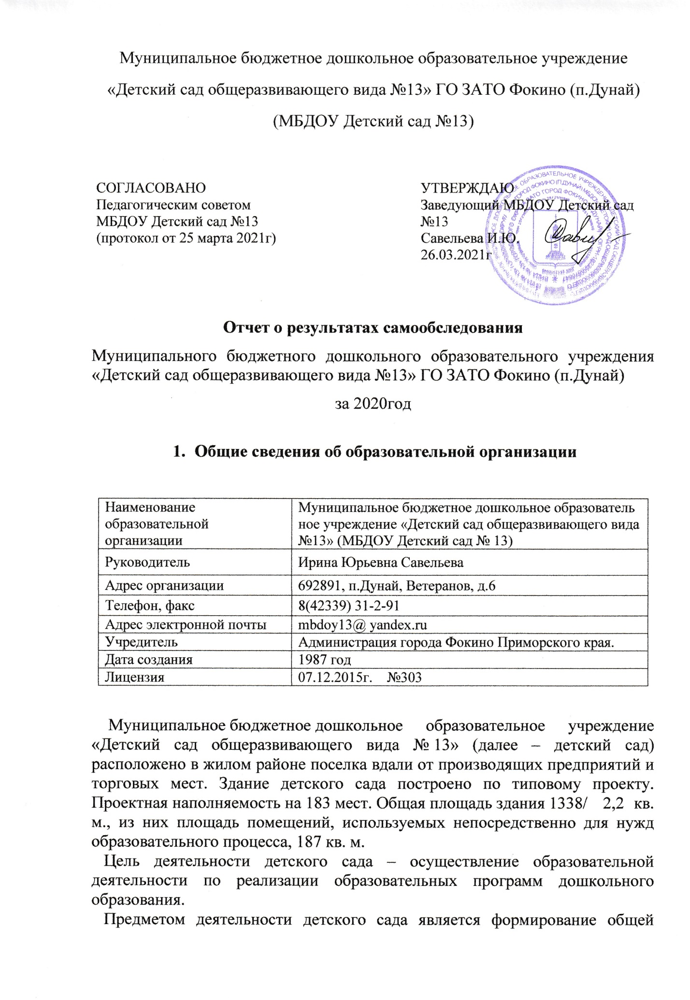 Муниципальное бюджетное дошкольное образовательное учреждение
«Детский сад общеразвивающего вида №13» ГО ЗАТО Фокино (п.Дунай)
(МБДОУ Детский сад №13)
СОГЛАСОВАНО
Педагогическим советом
МБДОУ Детский сад №13
(протокол от 25 марта 2021г)
УТВЕРЖДАЮ
Заведующий МБДОУ Детский сад
№13
Савельева И.Ю.
26.03.2021г
Отчет о результатах самообследования
Муниципального бюджетного дошкольного образовательного учреждения
«Детский сад общеразвивающего вида №13» ГО ЗАТО Фокино (п.Дунай)
за 2020год
1. Общие сведения об образовательной организации
Наименование
образовательной
организации
Муниципальное бюджетное дошкольное образователь
ное учреждение «Детский сад общеразвивающего вида
№13» (МБДОУ Детский сад № 13)
Руководитель
Ирина Юрьевна Савельева
Адрес организации
692891, п.Дунай, Ветеранов, д.6
Телефон, факс
8(42339) 31-2-91
Адрес электронной почты
mbdoy13@ yandex.ru
Учредитель
Администрация города Фокино Приморского края.
Дата создания
1987 год
Лицензия
07.12.2015г. №303
Муниципальное бюджетное дошкольное образовательное учреждение
«Детский сад общеразвивающего вида № 13» (далее – детский сад)
расположено в жилом районе поселка вдали от производящих предприятий и
торговых мест. Здание детского сада построено по типовому проекту.
Проектная наполняемость на 183 мест. Общая площадь здания 1338/ 2,2 кв.
м., из них площадь помещений, используемых непосредственно для нужд
образовательного процесса, 187 кв. м.
Цель деятельности детского сада – осуществление образовательной
деятельности по реализации образовательных программ дошкольного
образования.
Предметом деятельности детского сада является формирование общей